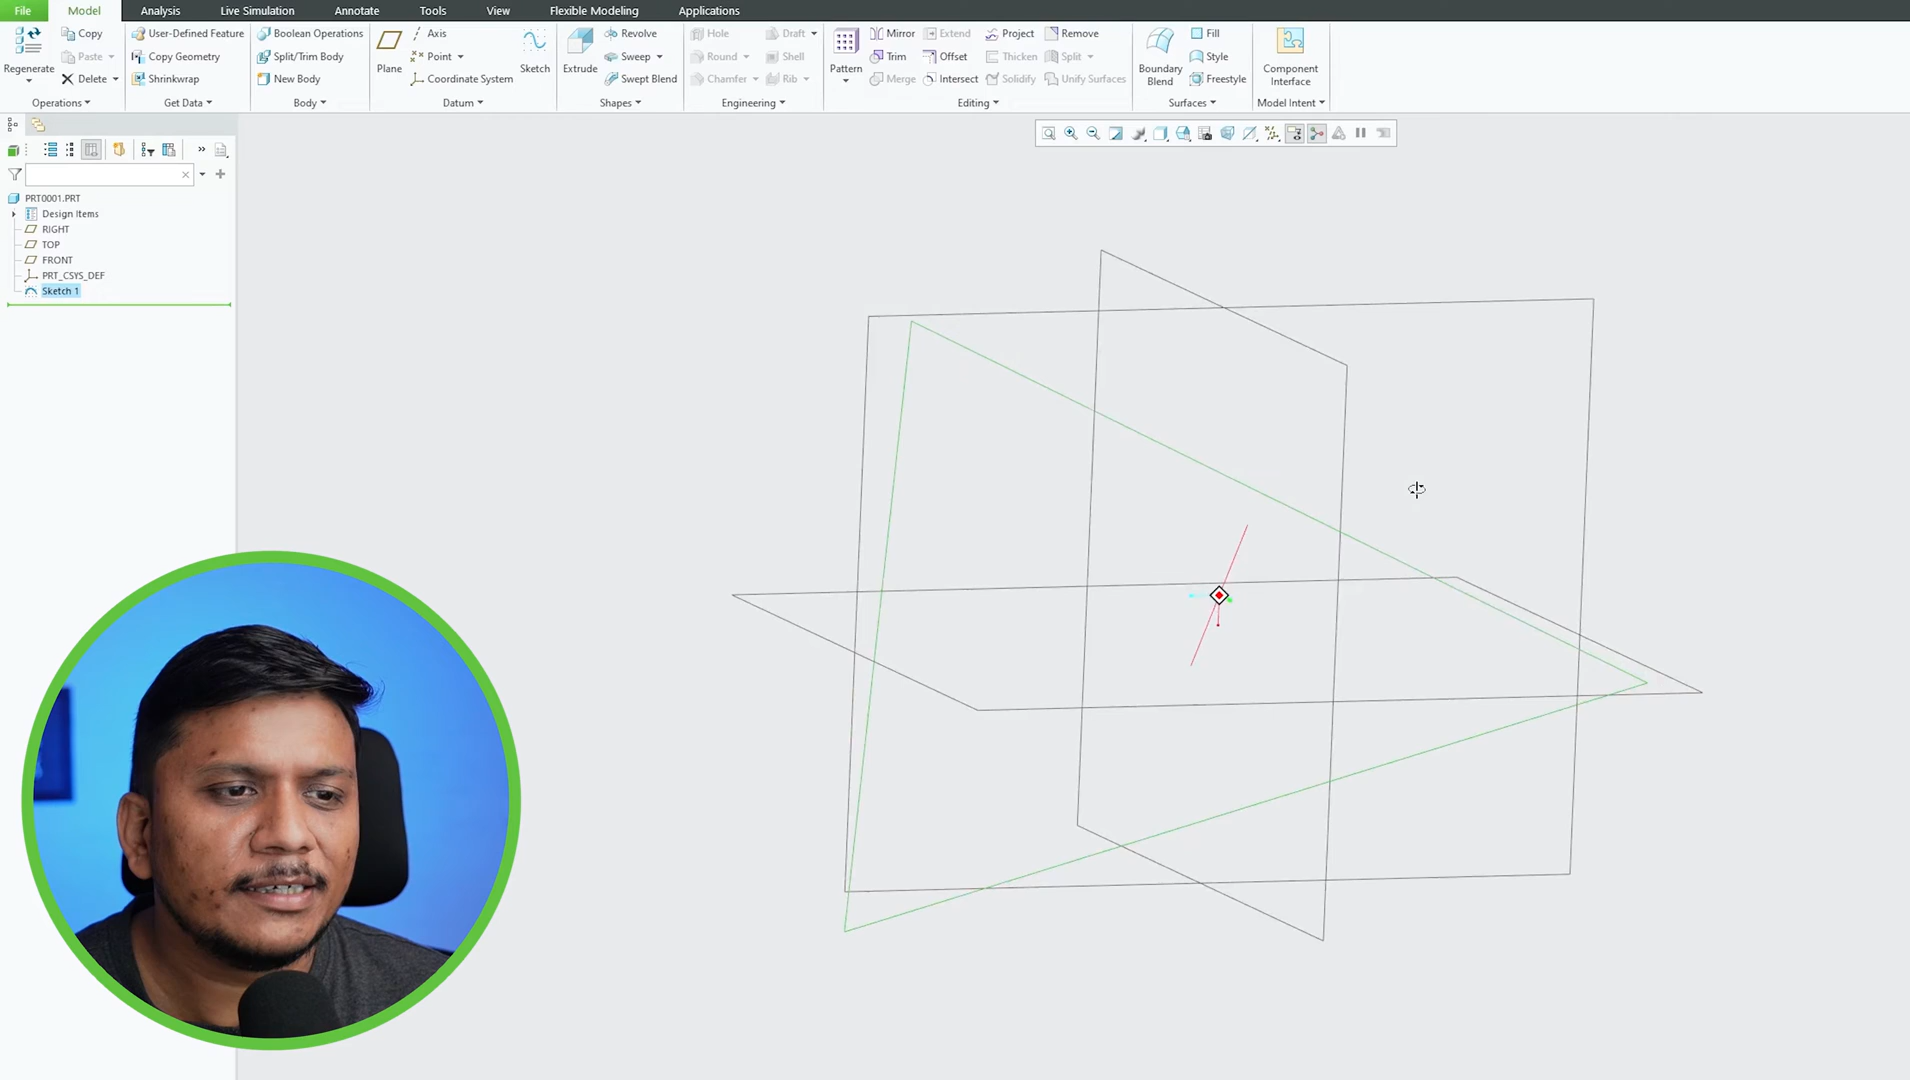 File Model Analysis Live Simulation Annotate Tools View Flexible Modeling Applications
Regenerate
Copy
Paste
Delete
Operations
User-Defined Feature
Copy Geometry
Shrinkwrap
Get Data
Boolean Operations
Split/Trim Body
New Body
Body
Plane
Axis
Point
Coordinate System
Sketch
Datum
Extrude
Revolve
Sweep
Swept Blend
Shapes
Hole
Round
Chamfer
Draft
Shell
Rib
Engineering
Pattern
Mirror
Trim
Merge
Extend
Offset
Intersect
Project
Thicken
Solidify
Remove
Split
Unify Surfaces
Editing
Boundary
Blend
Fill
Style
Freestyle
Surfaces
Component
Interface
Model Intent
PRT0001.PRT
Design Items
RIGHT
TOP
FRONT
PRT_CSYS_DEF
Sketch 1